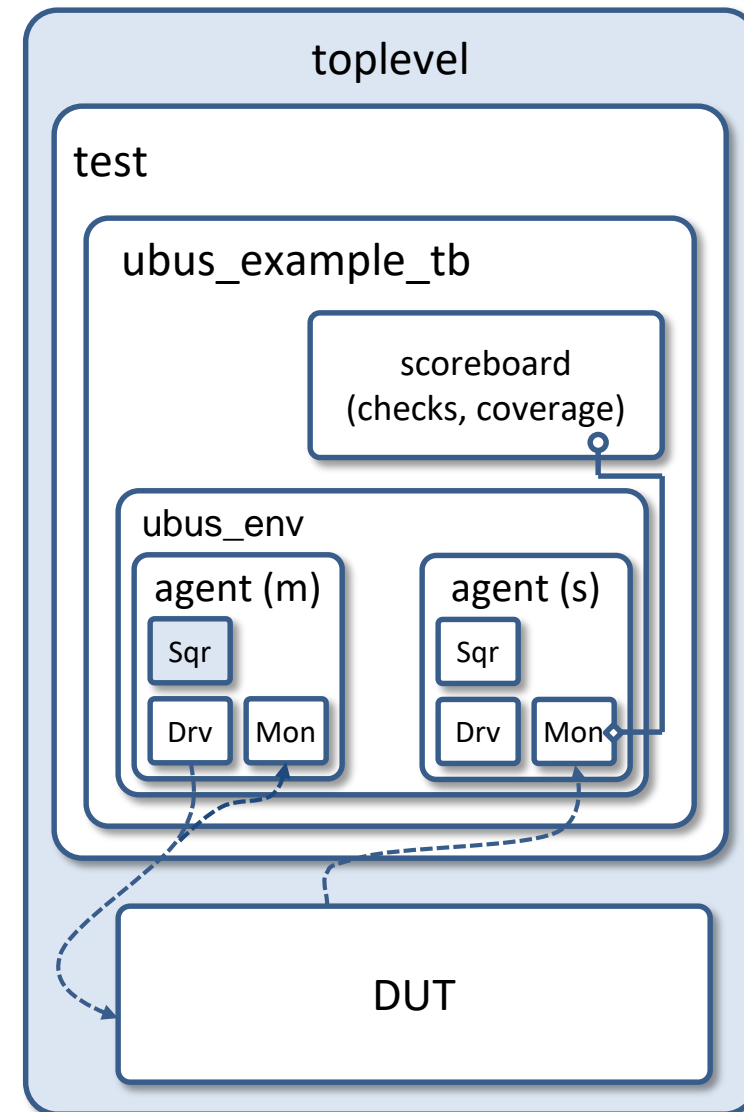 toplevel
test
ubus_example_tb
scoreboard
(checks, coverage)
ubus_env
agent (m)
agent (s)
Sqr
Sqr
Drv
Mon
Drv
Mon
DUT